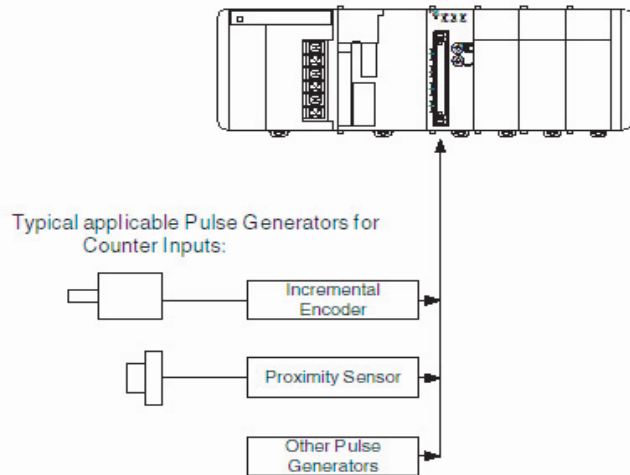 Typical applicable Pulse Generators for
Counter Inputs:
Incremental
Encoder
Proximity Sensor
Other Pulse
Generators